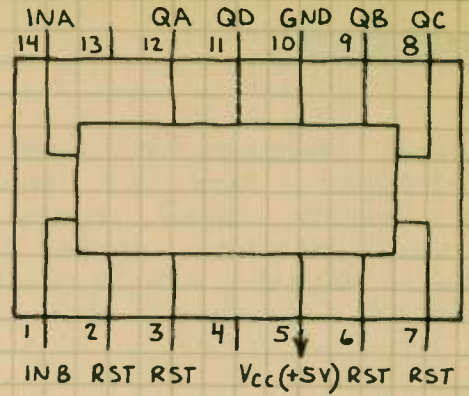 INA QA QD GND QB QC
14 13 12 11 10 9 8
1 2 3 4 5 6 7
INB RST RST VCC(+5V) RST RST